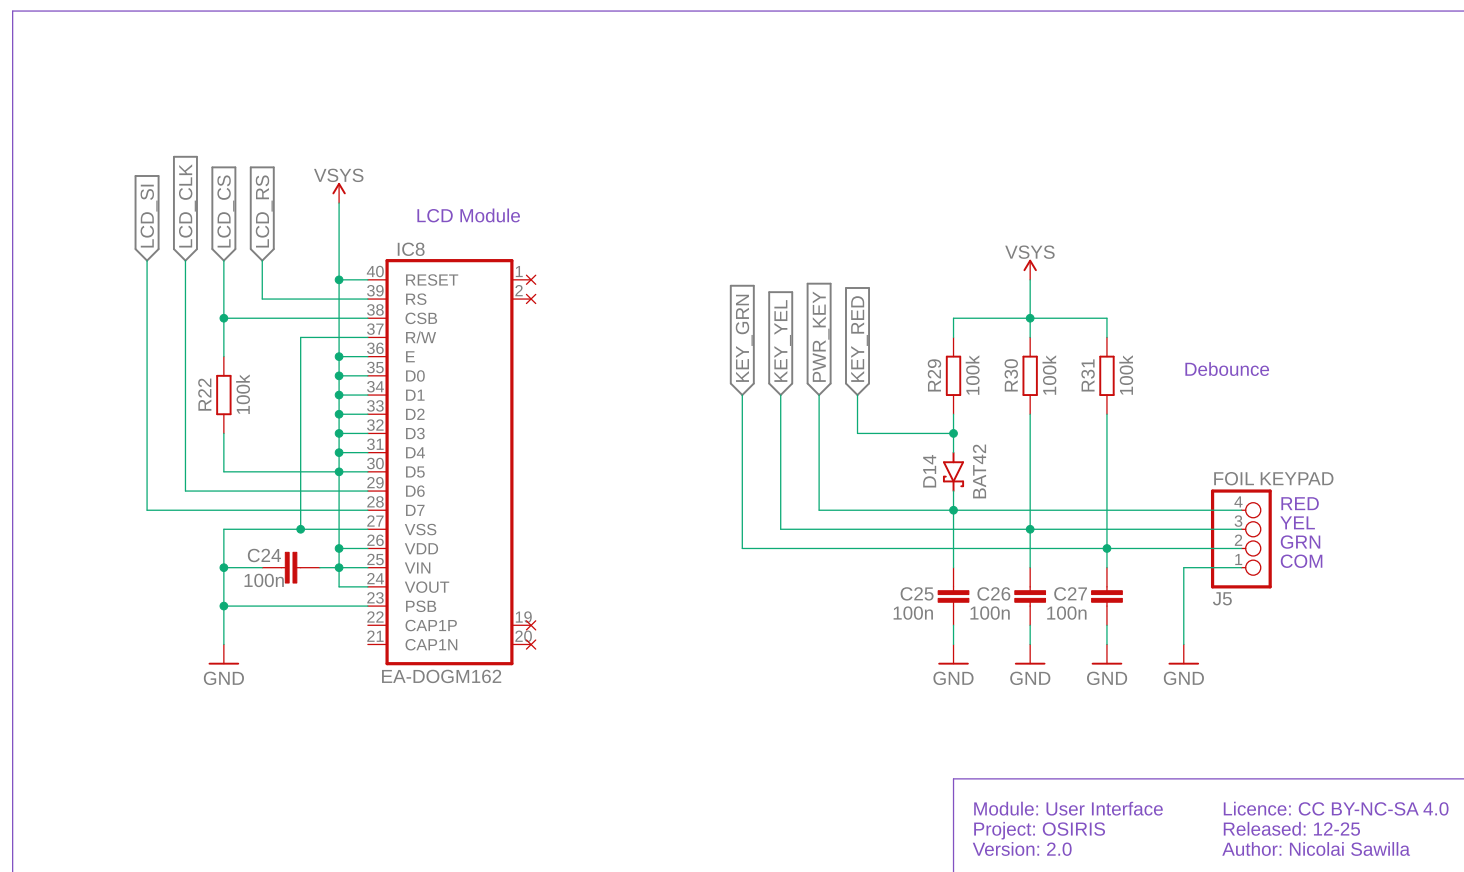 LCD_SI
LCD_CLK
LCD_CS
LCD_RS
VSYS
LCD Module
IC8
40 RESET 1
39 RS 2
38 CSB
37 R/W
36 E
35 D0
34 D1
33 D2
32 D3
31 D4
30 D5
29 D6
28 D7
27 VSS
26 VDD
25 VIN
24 VOUT
23 PSB
22 CAP1P 19
21 CAP1N 20
EA-DOGM162
R22
100k
C24
100n
GND
KEY_GRN
KEY_YEL
PWR_KEY
KEY_RED
VSYS
R29
100k
R30
100k
R31
100k
Debounce
D14
BAT42
FOIL KEYPAD
4 RED
3 YEL
2 GRN
1 COM
J5
C25
100n
C26
100n
C27
100n
GND
GND
GND
GND
Module: User Interface
Project: OSIRIS
Version: 2.0
Licence: CC BY-NC-SA 4.0
Released: 12-25
Author: Nicolai Sawilla